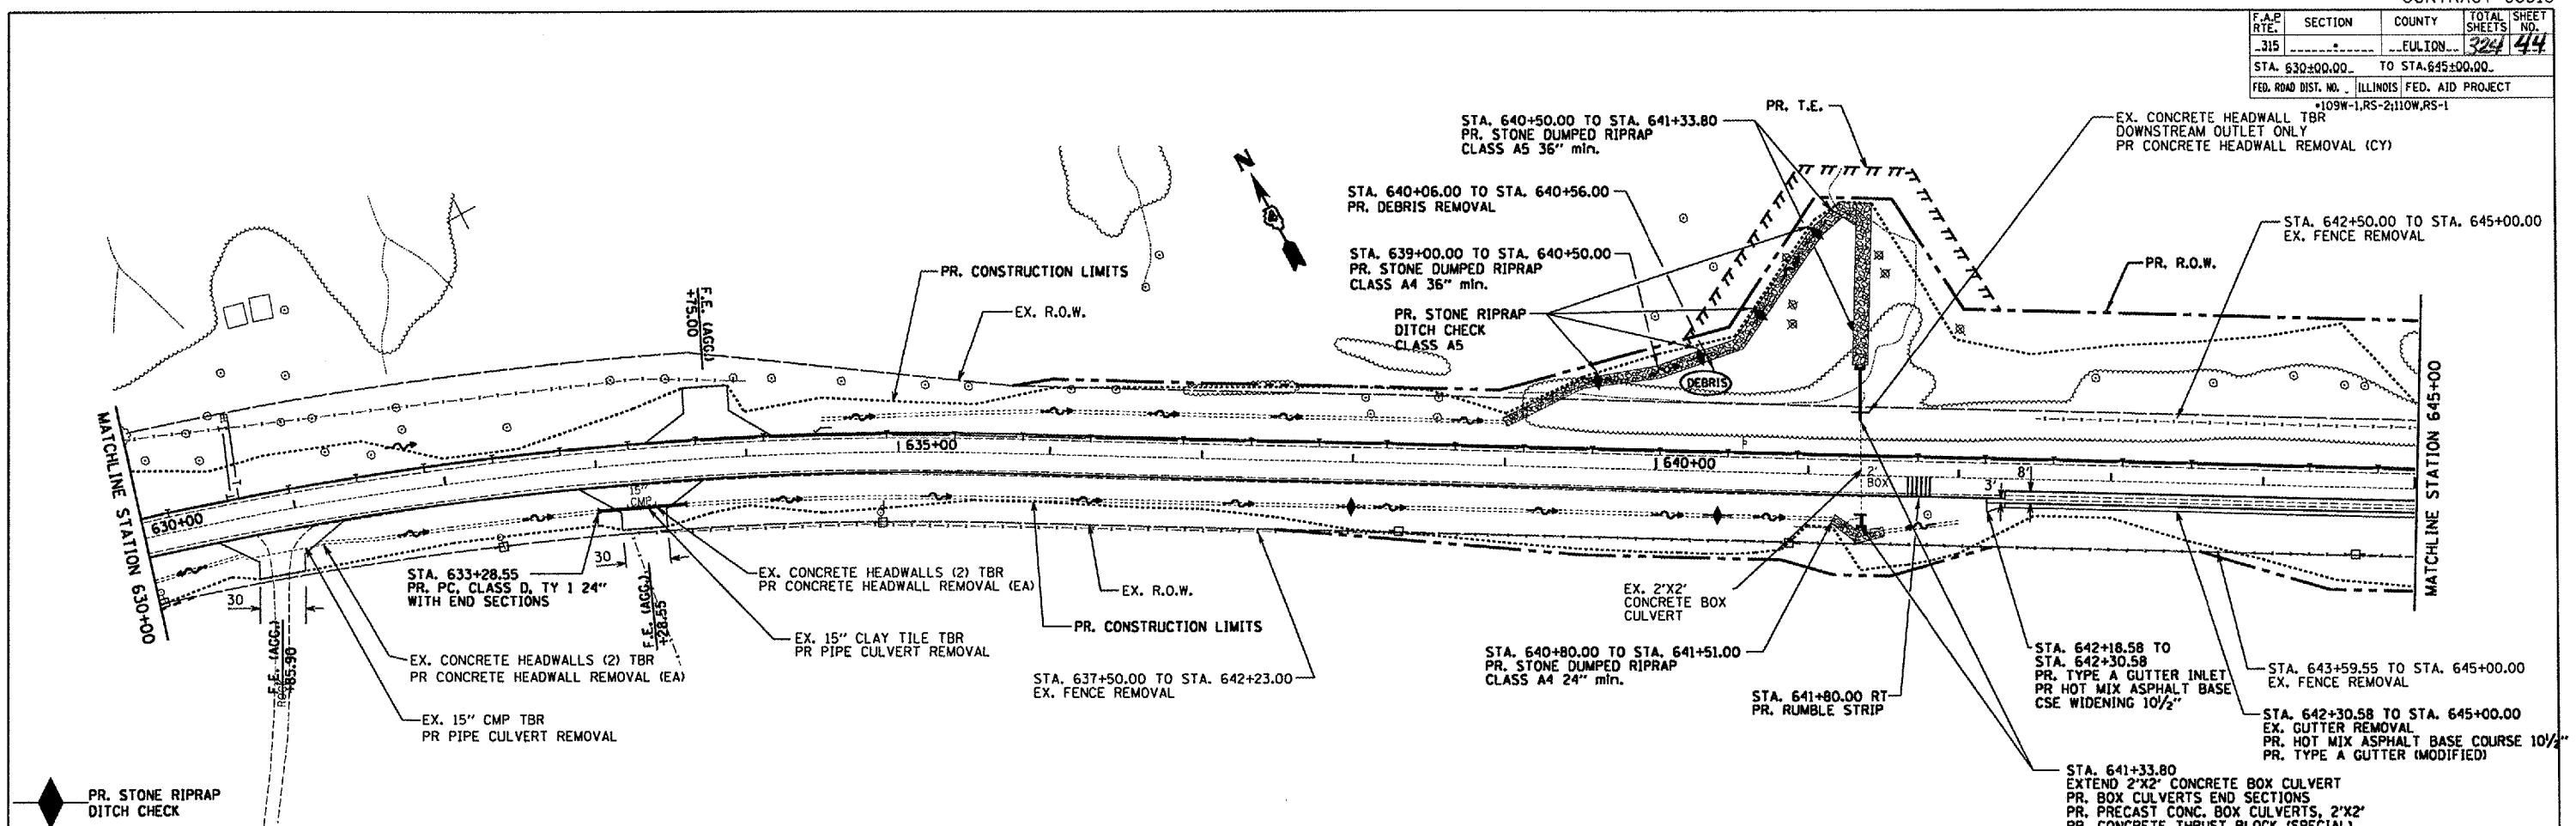 F.A.P. RTE. SECTION COUNTY TOTAL SHEETS SHEET NO.
315 * FULTON 324 44
STA. 630+00.00 TO STA. 645+00.00
FED. ROAD DIST. NO. ILLINOIS FED. AID PROJECT
*109W-1,RS-2;110W,RS-1
PR. T.E.
EX. CONCRETE HEADWALL TBR
DOWNSTREAM OUTLET ONLY
PR CONCRETE HEADWALL REMOVAL (CY)
STA. 640+50.00 TO STA. 641+33.80
PR. STONE DUMPED RIPRAP
CLASS A5 36" min.
N
STA. 640+06.00 TO STA. 640+56.00
PR. DEBRIS REMOVAL
STA. 642+50.00 TO STA. 645+00.00
EX. FENCE REMOVAL
STA. 639+00.00 TO STA. 640+50.00
PR. STONE DUMPED RIPRAP
CLASS A4 36" min.
PR. R.O.W.
PR. CONSTRUCTION LIMITS
EX. R.O.W.
F.E. (AGG.)
+75.00
PR. STONE RIPRAP
DITCH CHECK
CLASS A5
DEBRIS
MATCHLINE STATION 630+00
MATCHLINE STATION 645+00
630+00
635+00
640+00
2'
BOX
3'
8'
15"
CMP
30
30
STA. 633+28.55
PR. PC. CLASS D, TY 1 24"
WITH END SECTIONS
EX. CONCRETE HEADWALLS (2) TBR
PR CONCRETE HEADWALL REMOVAL (EA)
F.E. (AGG.)
+28.55
EX. R.O.W.
PR. CONSTRUCTION LIMITS
EX. 15" CLAY TILE TBR
PR PIPE CULVERT REMOVAL
F.E. (AGG.)
+85.90
EX. CONCRETE HEADWALLS (2) TBR
PR CONCRETE HEADWALL REMOVAL (EA)
EX. 15" CMP TBR
PR PIPE CULVERT REMOVAL
STA. 637+50.00 TO STA. 642+23.00
EX. FENCE REMOVAL
EX. 2'X2'
CONCRETE BOX
CULVERT
STA. 640+80.00 TO STA. 641+51.00
PR. STONE DUMPED RIPRAP
CLASS A4 24" min.
STA. 641+80.00 RT
PR. RUMBLE STRIP
STA. 642+18.58 TO
STA. 642+30.58
PR. TYPE A GUTTER INLET
PR HOT MIX ASPHALT BASE
CSE WIDENING 10½"
STA. 643+59.55 TO STA. 645+00.00
EX. FENCE REMOVAL
STA. 642+30.58 TO STA. 645+00.00
EX. GUTTER REMOVAL
PR. HOT MIX ASPHALT BASE COURSE 10½"
PR. TYPE A GUTTER (MODIFIED)
STA. 641+33.80
EXTEND 2'X2' CONCRETE BOX CULVERT
PR. BOX CULVERTS END SECTIONS
PR. PRECAST CONC. BOX CULVERTS, 2'X2'
PR. CONCRETE THRUST BLOCK (SPECIAL)
PR. STONE RIPRAP
DITCH CHECK